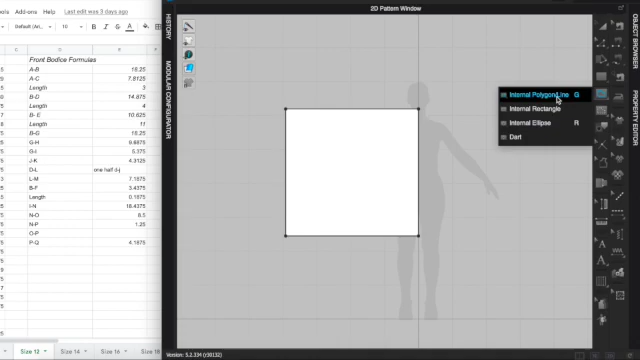 ols Add-ons Help Last edit was 3 days ago
2D Pattern Window
Default (Ari... 10 B I S A
C D E
Front Bodice Formulas
A-B 18.25
A-C 7.8125
Length 3
B-D 14.875
Length 4
B- E 10.625
Length 11
B-G 18.25
G-H 9.6875
G-I 5.375
J-K 4.3125
D-L one half d-j
L-M 7.1875
B-F 3.4375
Length 0.1875
I-N 18.4375
N-O 8.5
N-P 1.25
O-P
P-Q 4.1875
Size 12 Size 14 Size 16 Size 18
HISTORY
MODULAR CONFIGURATOR
Internal Polygon/Line G
Internal Rectangle
Internal Ellipse R
Dart
OBJECT BROWSER
PROPERTY EDITOR
Version: 5.2.334 (r30132)